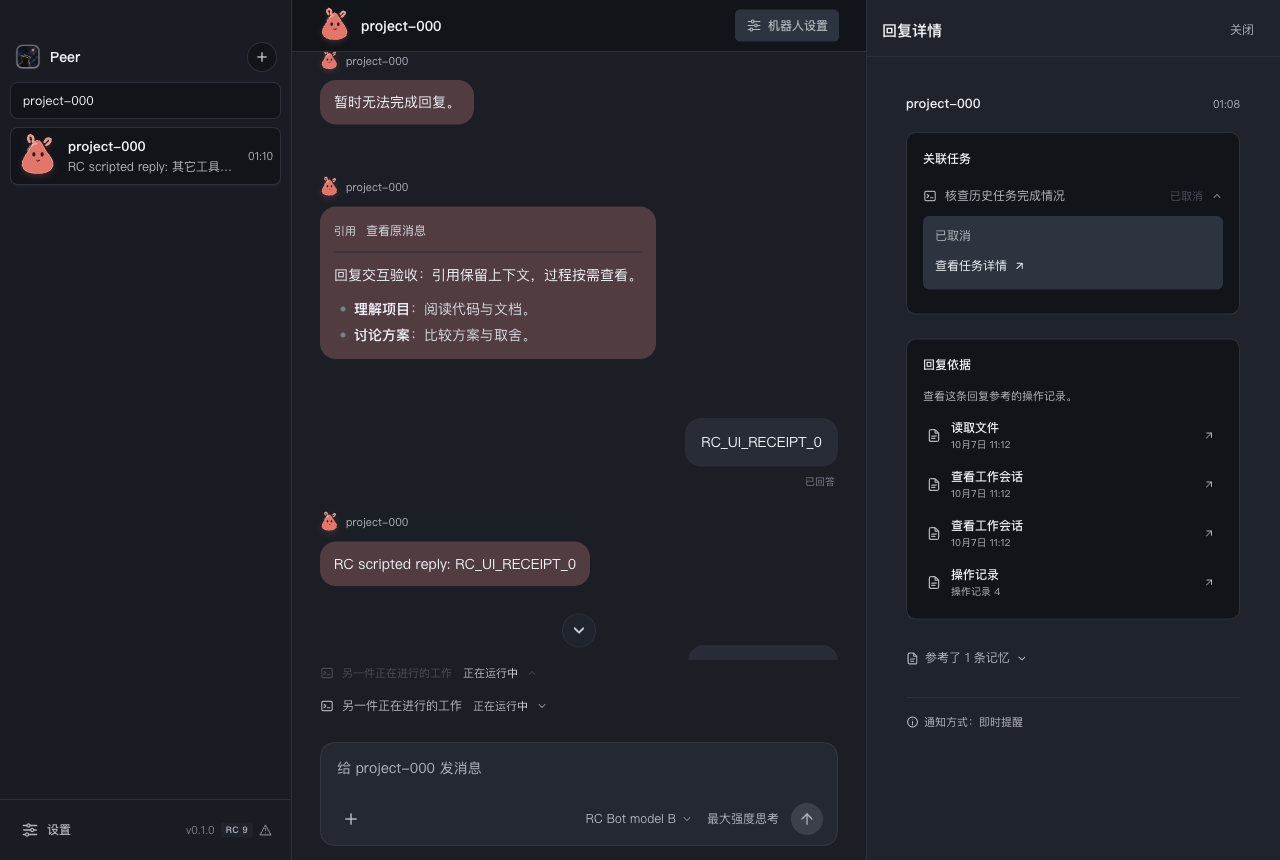 Peer
project-000
project-000
01:10
RC scripted reply: 其它工具...
设置
v0.1.0 RC 9
project-000
机器人设置
project-000
暂时无法完成回复。
project-000
引用 查看原消息
回复交互验收：引用保留上下文，过程按需查看。
• 理解项目：阅读代码与文档。
• 讨论方案：比较方案与取舍。
RC_UI_RECEIPT_0
已回答
project-000
RC scripted reply: RC_UI_RECEIPT_0
另一件正在进行的工作 正在运行中
另一件正在进行的工作 正在运行中
给 project-000 发消息
RC Bot model B 最大强度思考
回复详情
关闭
project-000
01:08
关联任务
核查历史任务完成情况 已取消
已取消
查看任务详情
回复依据
查看这条回复参考的操作记录。
读取文件
10月7日 11:12
查看工作会话
10月7日 11:12
查看工作会话
10月7日 11:12
操作记录
操作记录 4
参考了 1 条记忆
通知方式：即时提醒